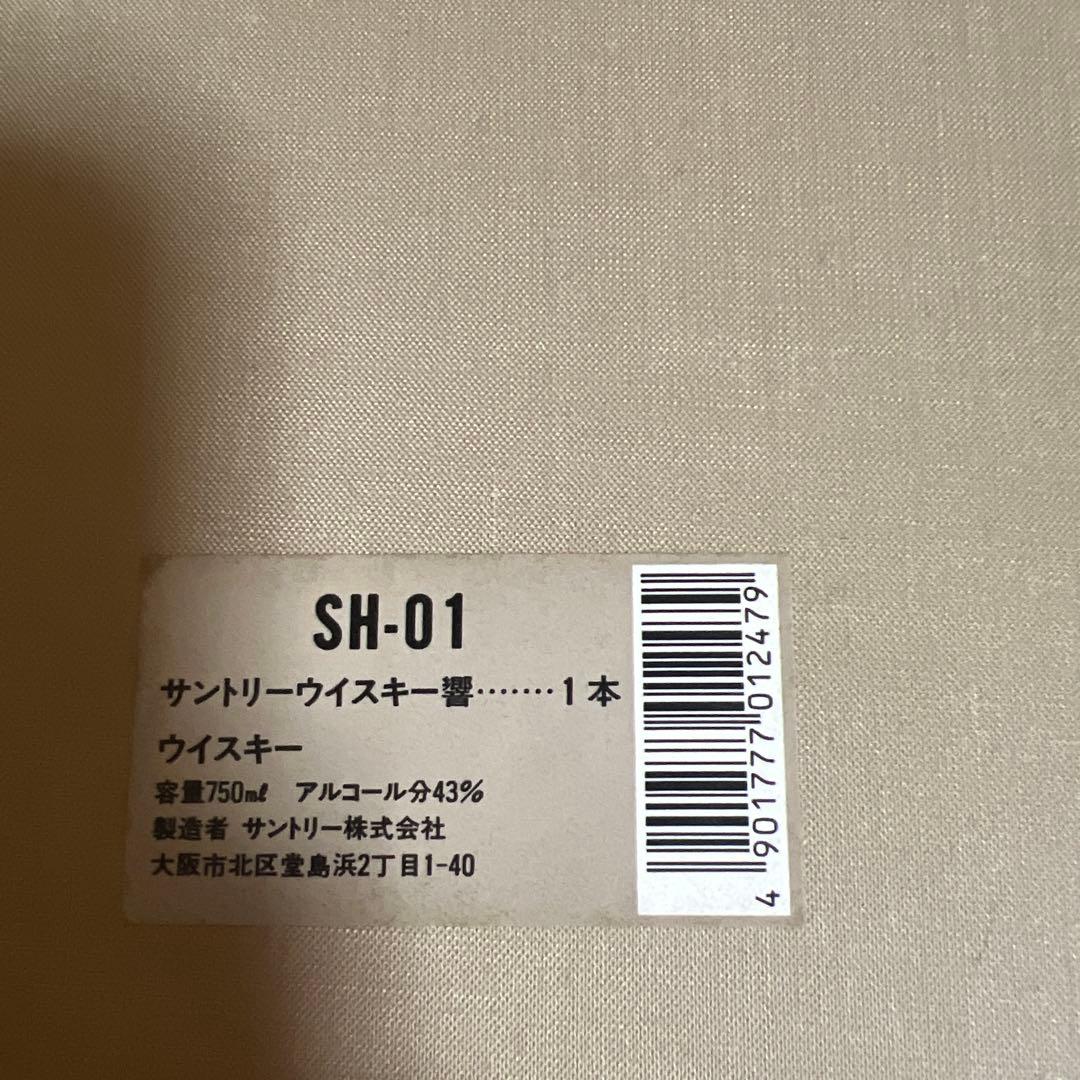 SH-01
サントリーウイスキー響‥‥‥‥1本
ウイスキー
容量750㎖ アルコール分43%
製造者 サントリー株式会社
大阪市北区堂島浜2丁目1-40
4 901777 012479